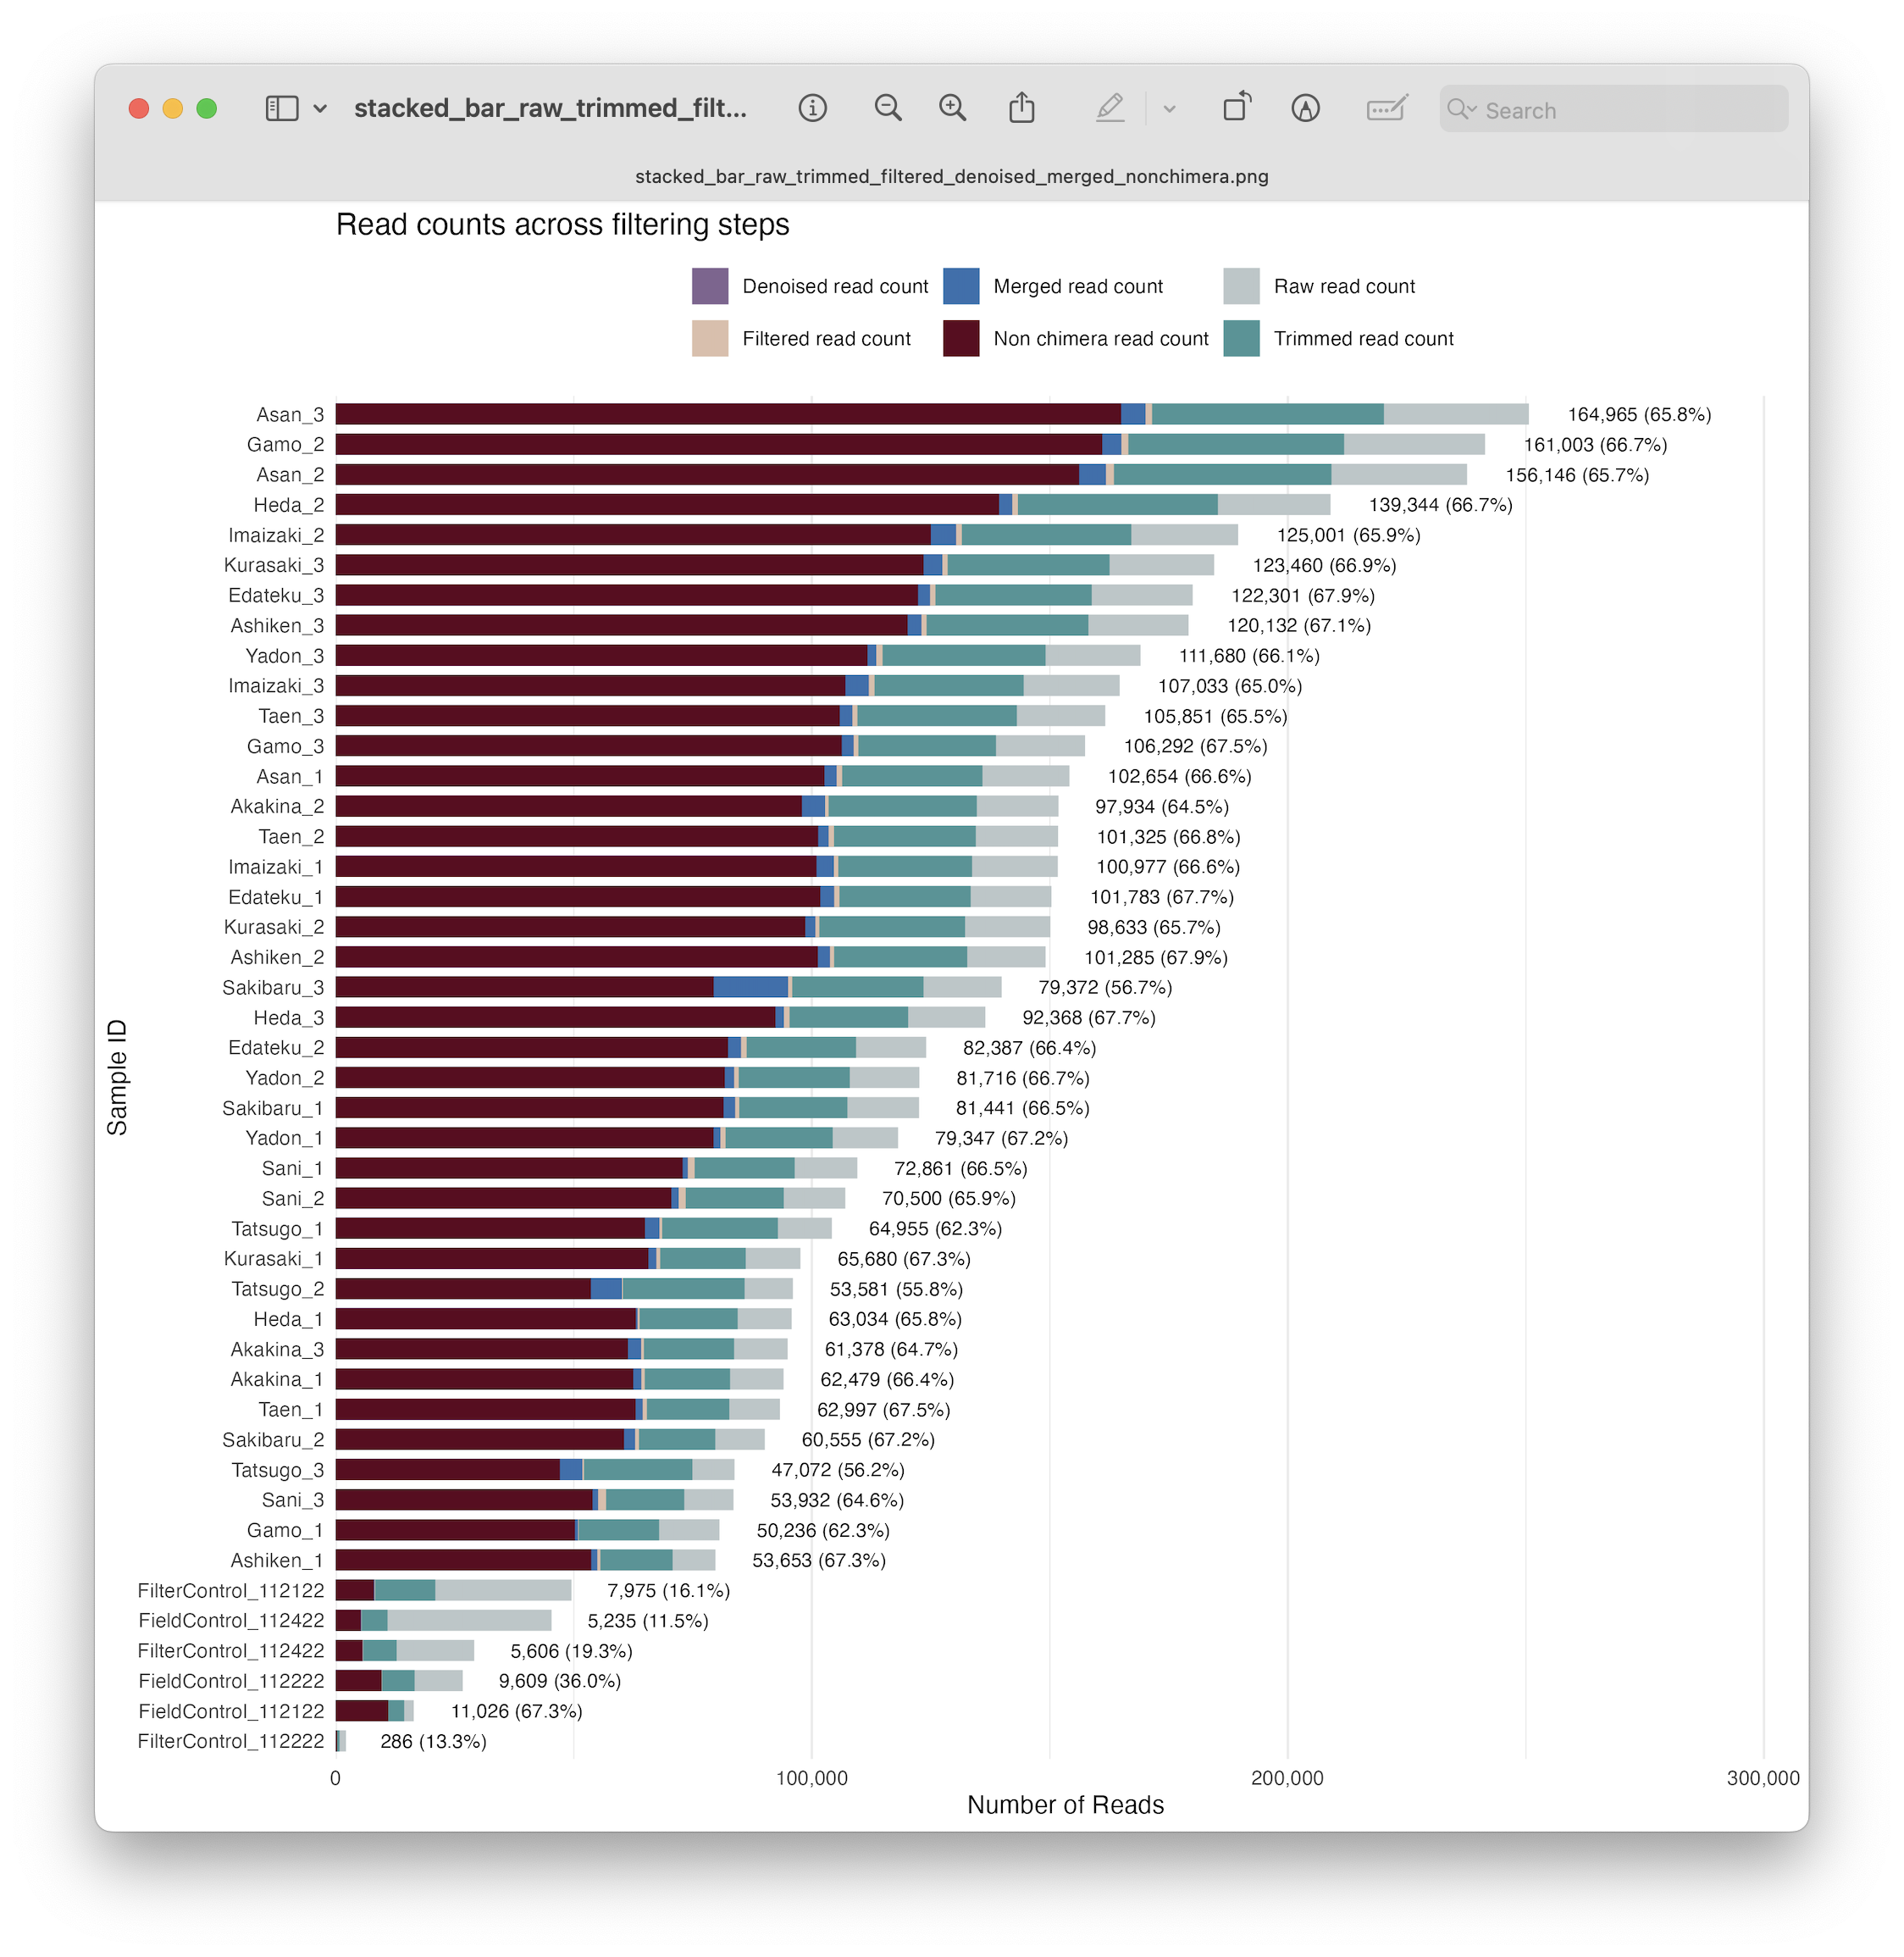 stacked_bar_raw_trimmed_filt...
Search
stacked_bar_raw_trimmed_filtered_denoised_merged_nonchimera.png
Read counts across filtering steps
Denoised read count Merged read count Raw read count
Filtered read count Non chimera read count Trimmed read count
Asan_3 164,965 (65.8%)
Gamo_2 161,003 (66.7%)
Asan_2 156,146 (65.7%)
Heda_2 139,344 (66.7%)
Imaizaki_2 125,001 (65.9%)
Kurasaki_3 123,460 (66.9%)
Edateku_3 122,301 (67.9%)
Ashiken_3 120,132 (67.1%)
Yadon_3 111,680 (66.1%)
Imaizaki_3 107,033 (65.0%)
Taen_3 105,851 (65.5%)
Gamo_3 106,292 (67.5%)
Asan_1 102,654 (66.6%)
Akakina_2 97,934 (64.5%)
Taen_2 101,325 (66.8%)
Imaizaki_1 100,977 (66.6%)
Edateku_1 101,783 (67.7%)
Kurasaki_2 98,633 (65.7%)
Ashiken_2 101,285 (67.9%)
Sakibaru_3 79,372 (56.7%)
Heda_3 92,368 (67.7%)
Edateku_2 82,387 (66.4%)
Yadon_2 81,716 (66.7%)
Sakibaru_1 81,441 (66.5%)
Yadon_1 79,347 (67.2%)
Sani_1 72,861 (66.5%)
Sani_2 70,500 (65.9%)
Tatsugo_1 64,955 (62.3%)
Kurasaki_1 65,680 (67.3%)
Tatsugo_2 53,581 (55.8%)
Heda_1 63,034 (65.8%)
Akakina_3 61,378 (64.7%)
Akakina_1 62,479 (66.4%)
Taen_1 62,997 (67.5%)
Sakibaru_2 60,555 (67.2%)
Tatsugo_3 47,072 (56.2%)
Sani_3 53,932 (64.6%)
Gamo_1 50,236 (62.3%)
Ashiken_1 53,653 (67.3%)
FilterControl_112122 7,975 (16.1%)
FieldControl_112422 5,235 (11.5%)
FilterControl_112422 5,606 (19.3%)
FieldControl_112222 9,609 (36.0%)
FieldControl_112122 11,026 (67.3%)
FilterControl_112222 286 (13.3%)
Sample ID
0 100,000 200,000 300,000
Number of Reads